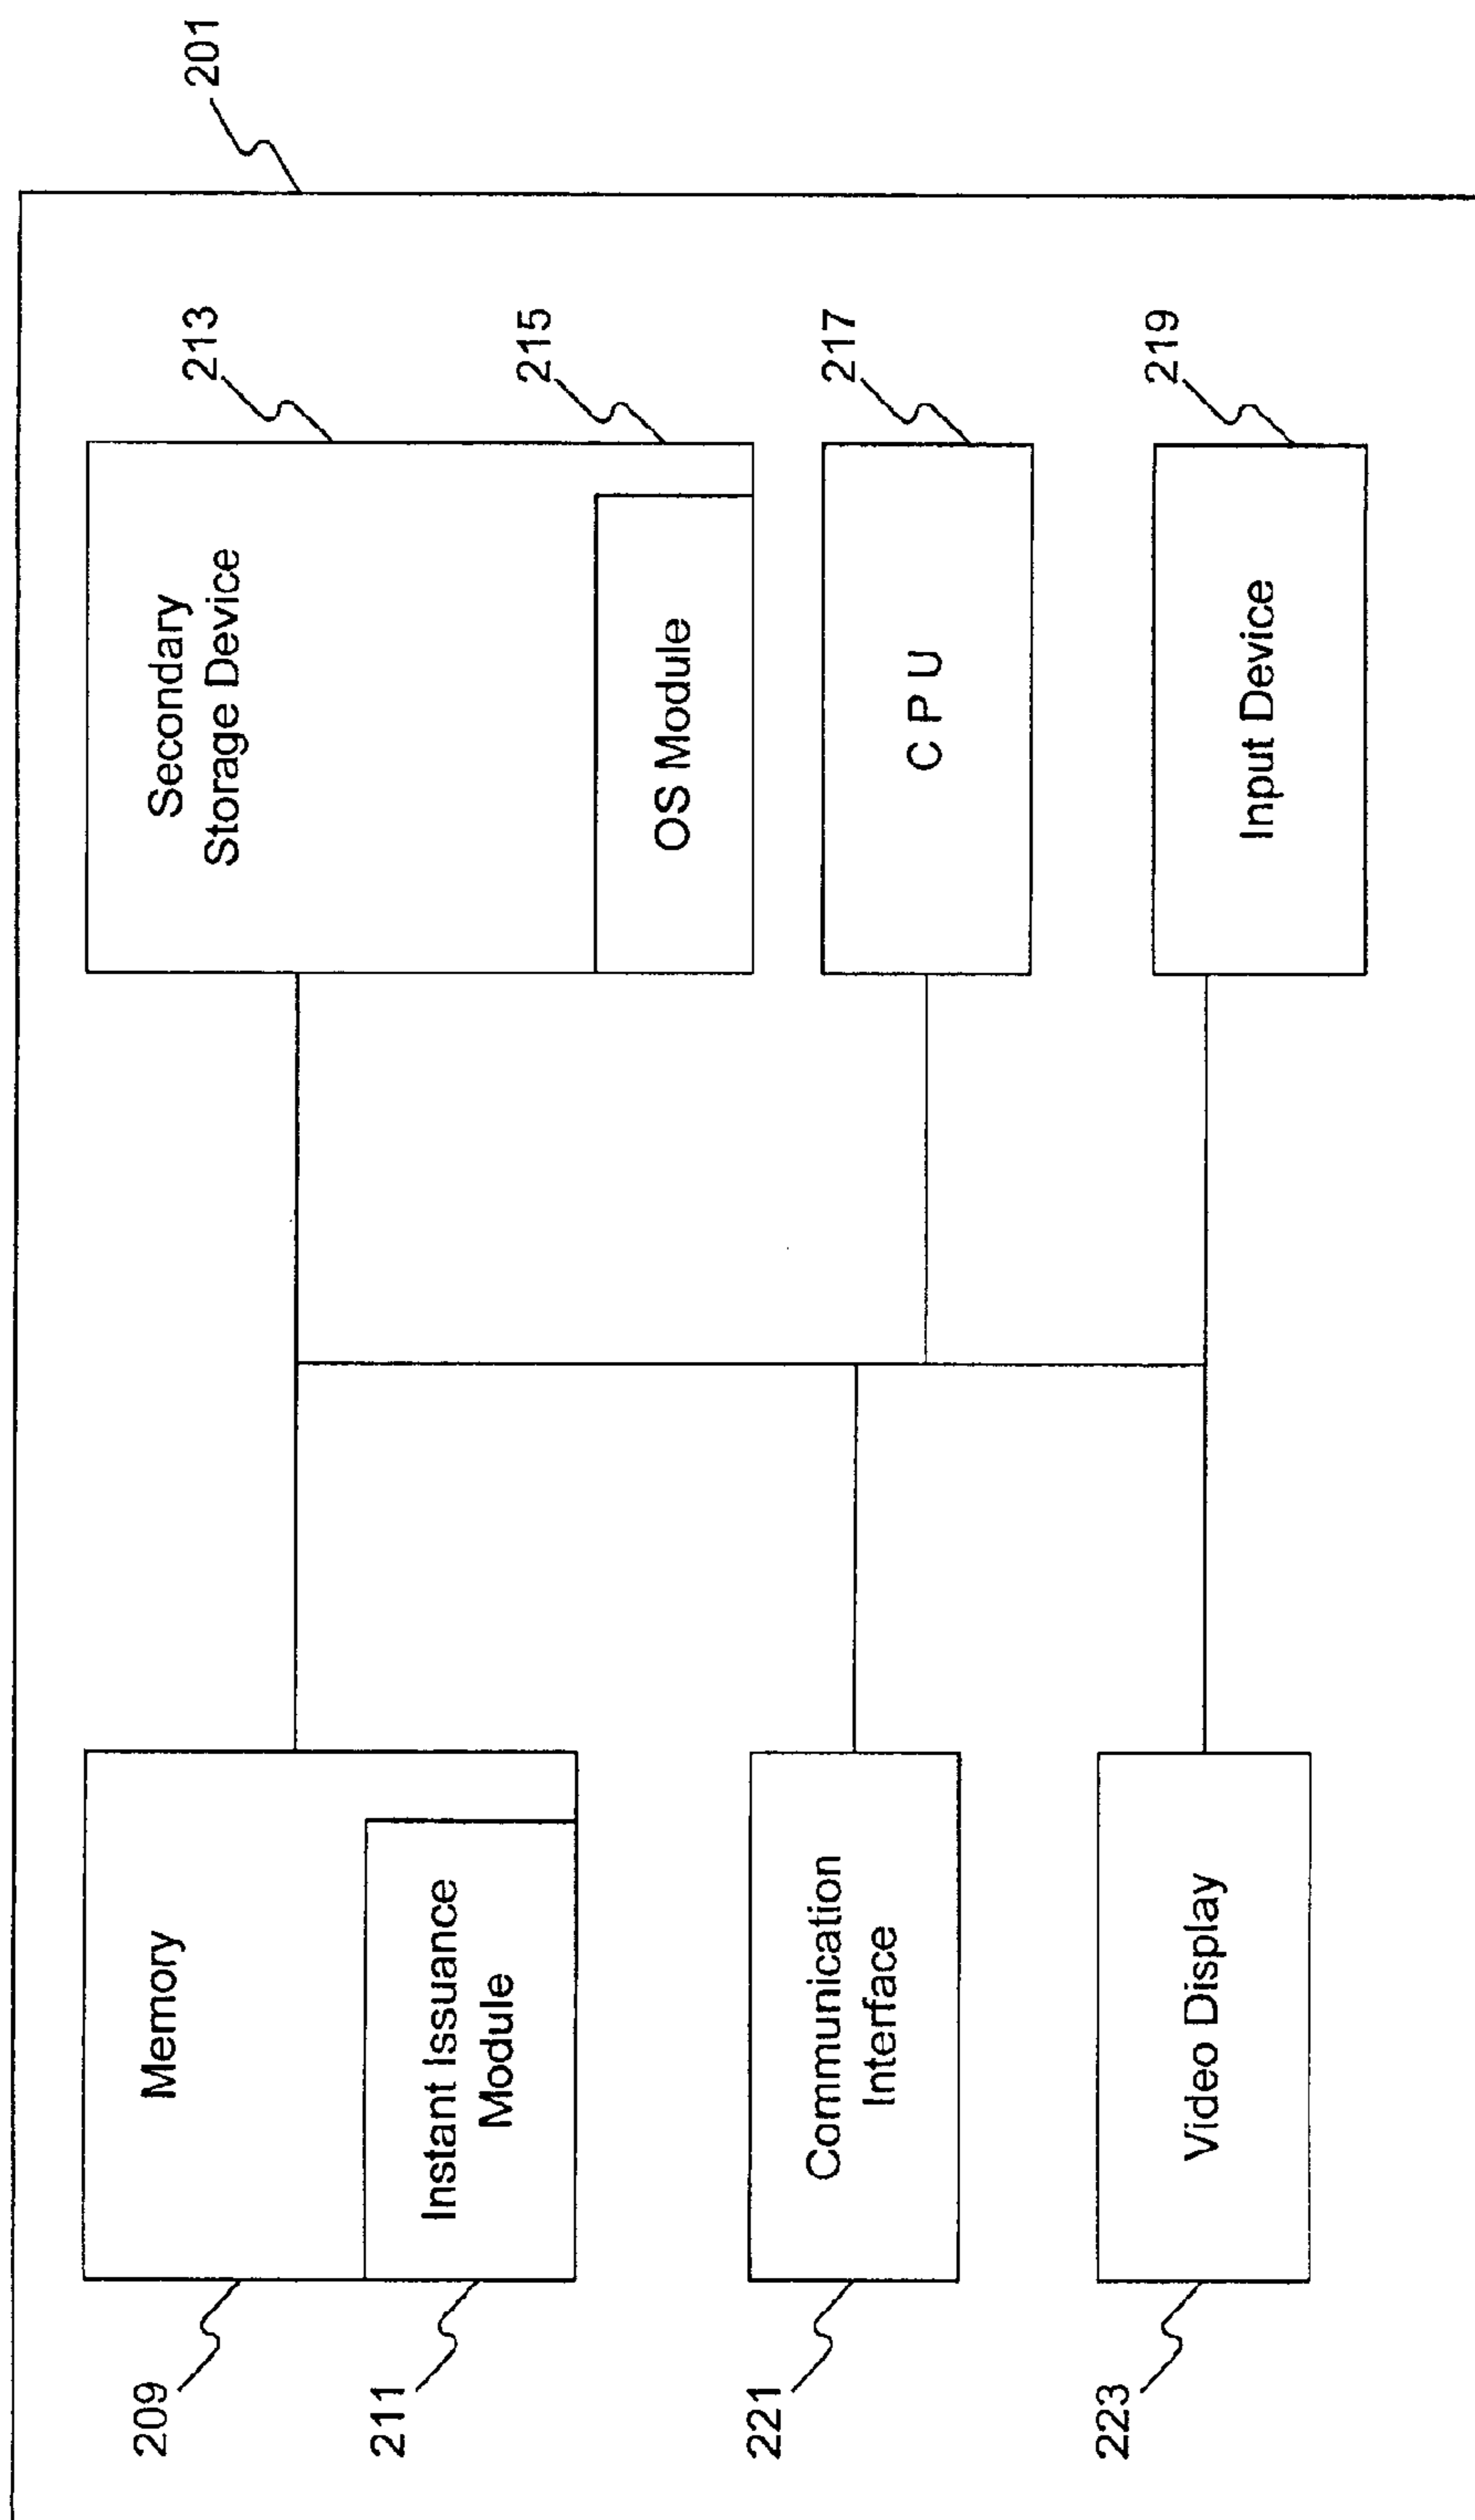 201
209
Memory
211
Instant Issuance
Module
221
Communication
Interface
223
Video Display
213
Secondary
Storage Device
215
OS Module
217
C P U
219
Input Device